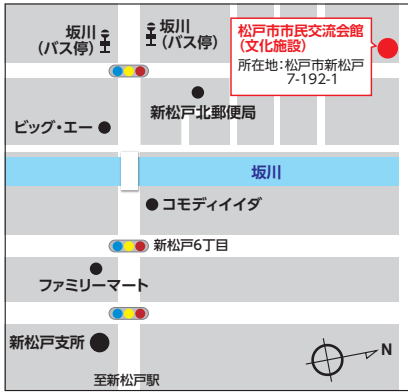 坂川
(バス停)
坂川
(バス停)
松戸市市民交流会館
(文化施設)
所在地:松戸市新松戸
7-192-1
新松戸北郵便局
ビッグ・エー
坂川
コモディイイダ
新松戸6丁目
ファミリーマート
新松戸支所
N
至新松戸駅